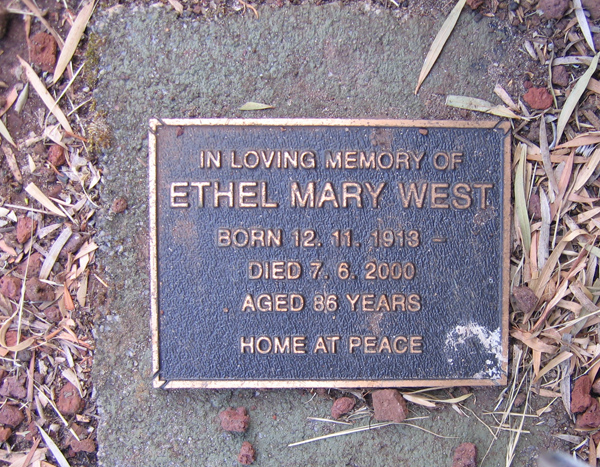 IN LOVING MEMORY OF
ETHEL MARY WEST
BORN 12. 11. 1913 –
DIED 7. 6. 2000
AGED 86 YEARS
HOME AT PEACE